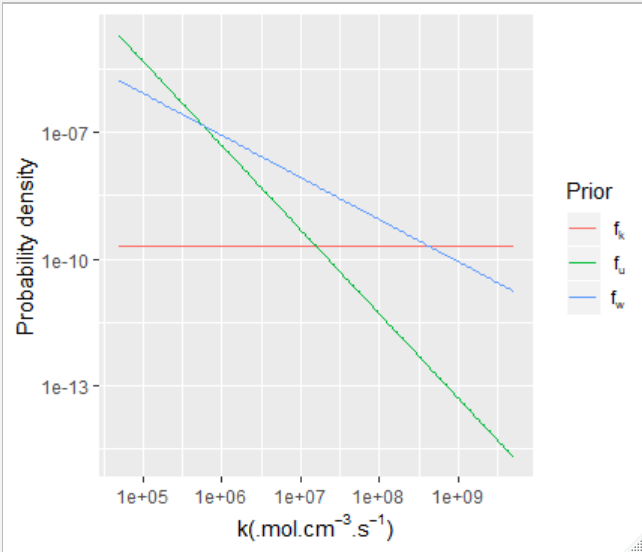 Probability density
1e-07
1e-10
1e-13
1e+05 1e+06 1e+07 1e+08 1e+09
k(.mol.cm⁻³.s⁻¹)
Prior
fₖ
fᵤ
f_w